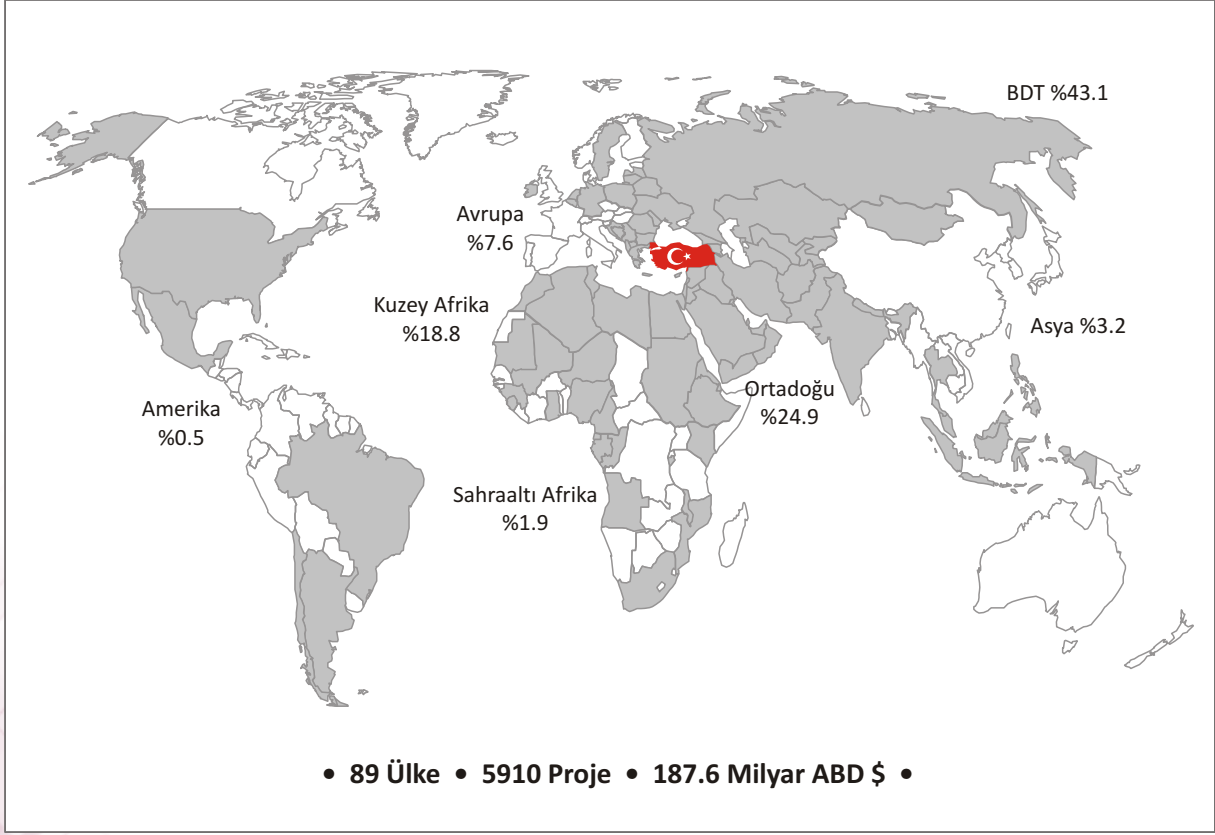 BDT %43.1
Avrupa
%7.6
Kuzey Afrika
%18.8
Asya %3.2
Ortadoğu
%24.9
Amerika
%0.5
Sahraaltı Afrika
%1.9
• 89 Ülke • 5910 Proje • 187.6 Milyar ABD $ •